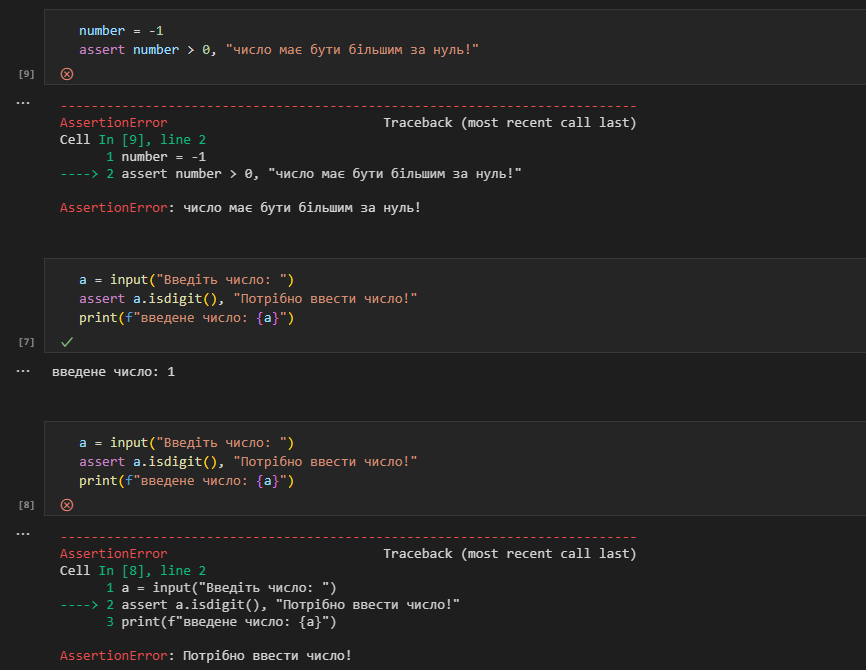 number = -1
assert number > 0, "число має бути більшим за нуль!"
[9]
...
---------------------------------------------------------------------------
AssertionError                            Traceback (most recent call last)
Cell In [9], line 2
      1 number = -1
----> 2 assert number > 0, "число має бути більшим за нуль!"
AssertionError: число має бути більшим за нуль!
a = input("Введіть число: ")
assert a.isdigit(), "Потрібно ввести число!"
print(f"введене число: {a}")
[7]
... введене число: 1
a = input("Введіть число: ")
assert a.isdigit(), "Потрібно ввести число!"
print(f"введене число: {a}")
[8]
...
---------------------------------------------------------------------------
AssertionError                            Traceback (most recent call last)
Cell In [8], line 2
      1 a = input("Введіть число: ")
----> 2 assert a.isdigit(), "Потрібно ввести число!"
      3 print(f"введене число: {a}")
AssertionError: Потрібно ввести число!